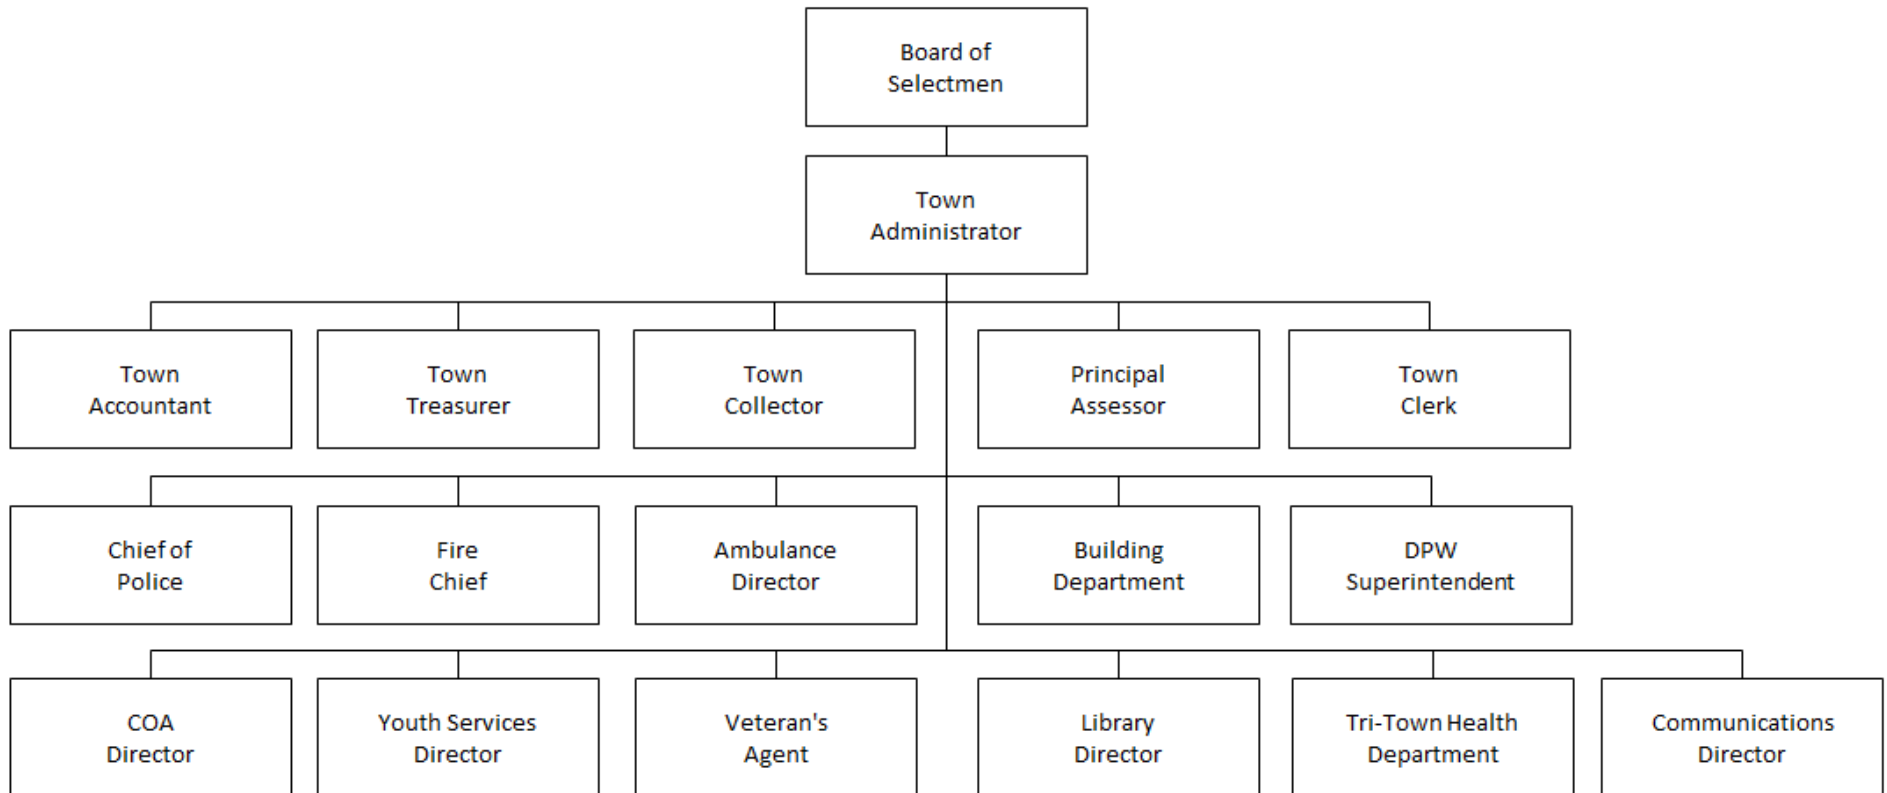 Board of
Selectmen
Town
Administrator
Town
Accountant
Town
Treasurer
Town
Collector
Principal
Assessor
Town
Clerk
Chief of
Police
Fire
Chief
Ambulance
Director
Building
Department
DPW
Superintendent
COA
Director
Youth Services
Director
Veteran's
Agent
Library
Director
Tri-Town Health
Department
Communications
Director